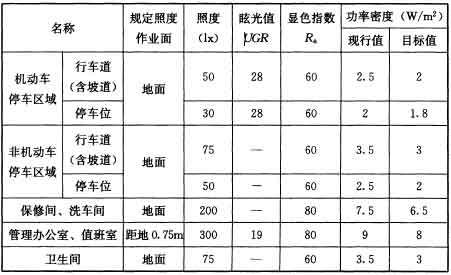 名称 规定照度作业面 照度(lx) 眩光值UGR 显色指数Ra 功率密度(W/m²)
现行值 目标值
机动车停车区域 行车道(含坡道) 地面 50 28 60 2.5 2
停车位 30 28 60 2 1.8
非机动车停车区域 行车道(含坡道) 地面 75 — 60 3.5 3
停车位 50 — 60 2.5 2
保修间、洗车间 地面 200 — 80 7.5 6.5
管理办公室、值班室 距地0.75m 300 19 80 9 8
卫生间 地面 75 — 60 3.5 3